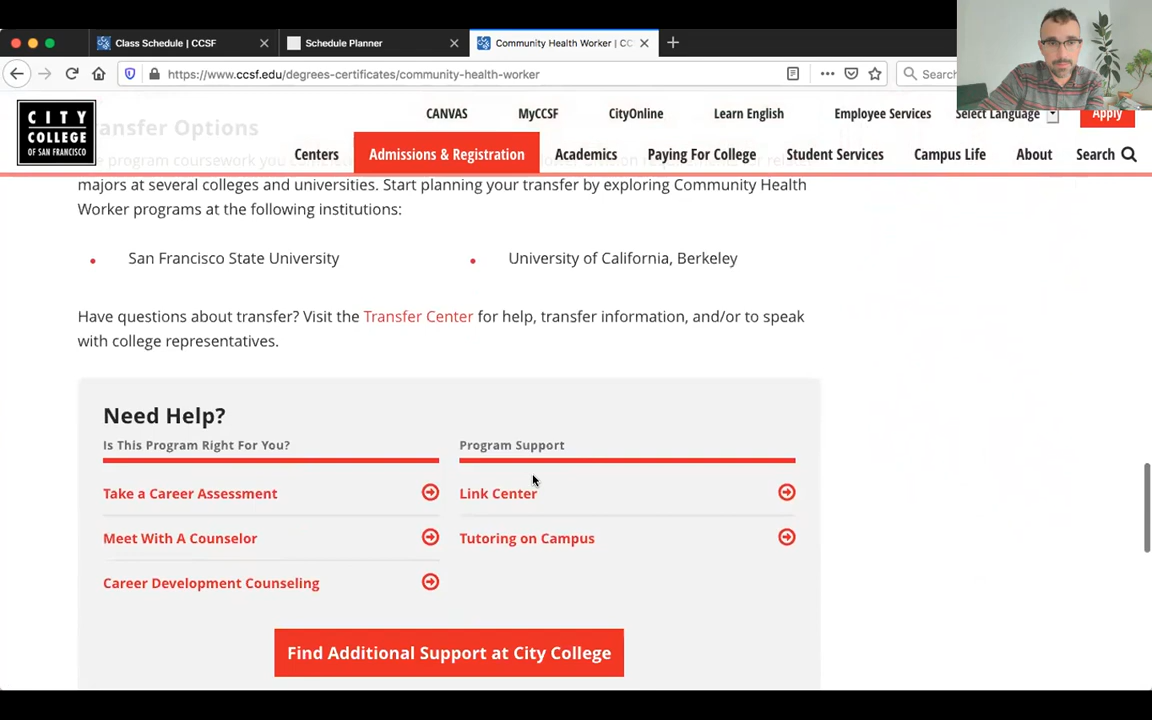 Class Schedule | CCSF
Schedule Planner
Community Health Worker | CC
https://www.ccsf.edu/degrees-certificates/community-health-worker
Search
CITY
COLLEGE
OF SAN FRANCISCO
CANVAS
MyCCSF
CityOnline
Learn English
Employee Services
Select Language
Apply
Centers
Admissions & Registration
Academics
Paying For College
Student Services
Campus Life
About
Search
ansfer Options
program coursework you
majors at several colleges and universities. Start planning your transfer by exploring Community Health
Worker programs at the following institutions:
• San Francisco State University
• University of California, Berkeley
Have questions about transfer? Visit the Transfer Center for help, transfer information, and/or to speak
with college representatives.
Need Help?
Is This Program Right For You?
Take a Career Assessment
Meet With A Counselor
Career Development Counseling
Program Support
Link Center
Tutoring on Campus
Find Additional Support at City College